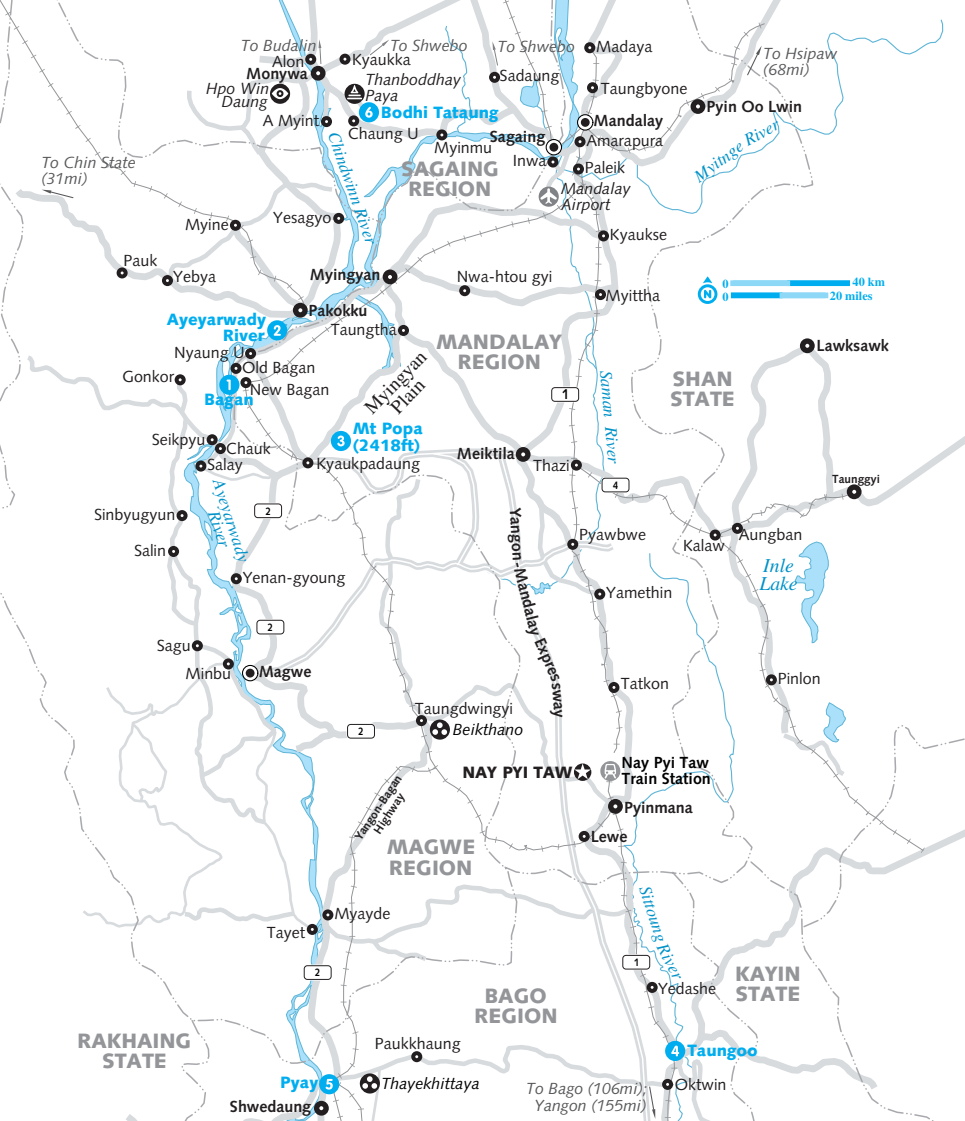 To Budalin
To Shwebo
To Shwebo
Madaya
To Hsipaw
(68mi)
Alon
Kyaukka
Monywa
Thanboddhay
Paya
Sadaung
Hpo Win
Daung
Taungbyone
Pyin Oo Lwin
6
Bodhi Tataung
A Myint
Chaung U
Myinmu
Sagaing
Mandalay
Amarapura
Inwa
Paleik
Myitnge River
To Chin State
(31mi)
Chindwinn River
SAGAING
REGION
Mandalay
Airport
Yesagyo
Myine
Kyaukse
Pauk
Yebya
Myingyan
Nwa-htou gyi
Myittha
0
40 km
N
0
20 miles
Pakokku
Ayeyarwady
River
2
Taungtha
MANDALAY
REGION
Lawksawk
Nyaung U
Old Bagan
Gonkor
1
New Bagan
Bagan
Myingyan
Plain
1
Saman River
SHAN
STATE
3
Mt Popa
(2418ft)
Seikpyu
Chauk
Salay
Kyaukpadaung
Meiktila
Thazi
4
Taunggyi
Ayeyarwady
River
2
Sinbyugyun
Yangon-Mandalay Expressway
Salin
Pyawbwe
Kalaw
Aungban
Inle
Lake
Yenan-gyoung
Yamethin
2
Sagu
Minbu
Magwe
Tatkon
Pinlon
Taungdwingyi
2
Beikthano
NAY PYI TAW
Nay Pyi Taw
Train Station
Yangon-Bagan
Highway
Pyinmana
Lewe
MAGWE
REGION
Sittoung River
Myayde
Tayet
2
1
Yedashe
KAYIN
STATE
BAGO
REGION
RAKHAING
STATE
Paukkhaung
4
Taungoo
Pyay
5
Thayekhittaya
To Bago (106mi);
Yangon (155mi)
Oktwin
Shwedaung